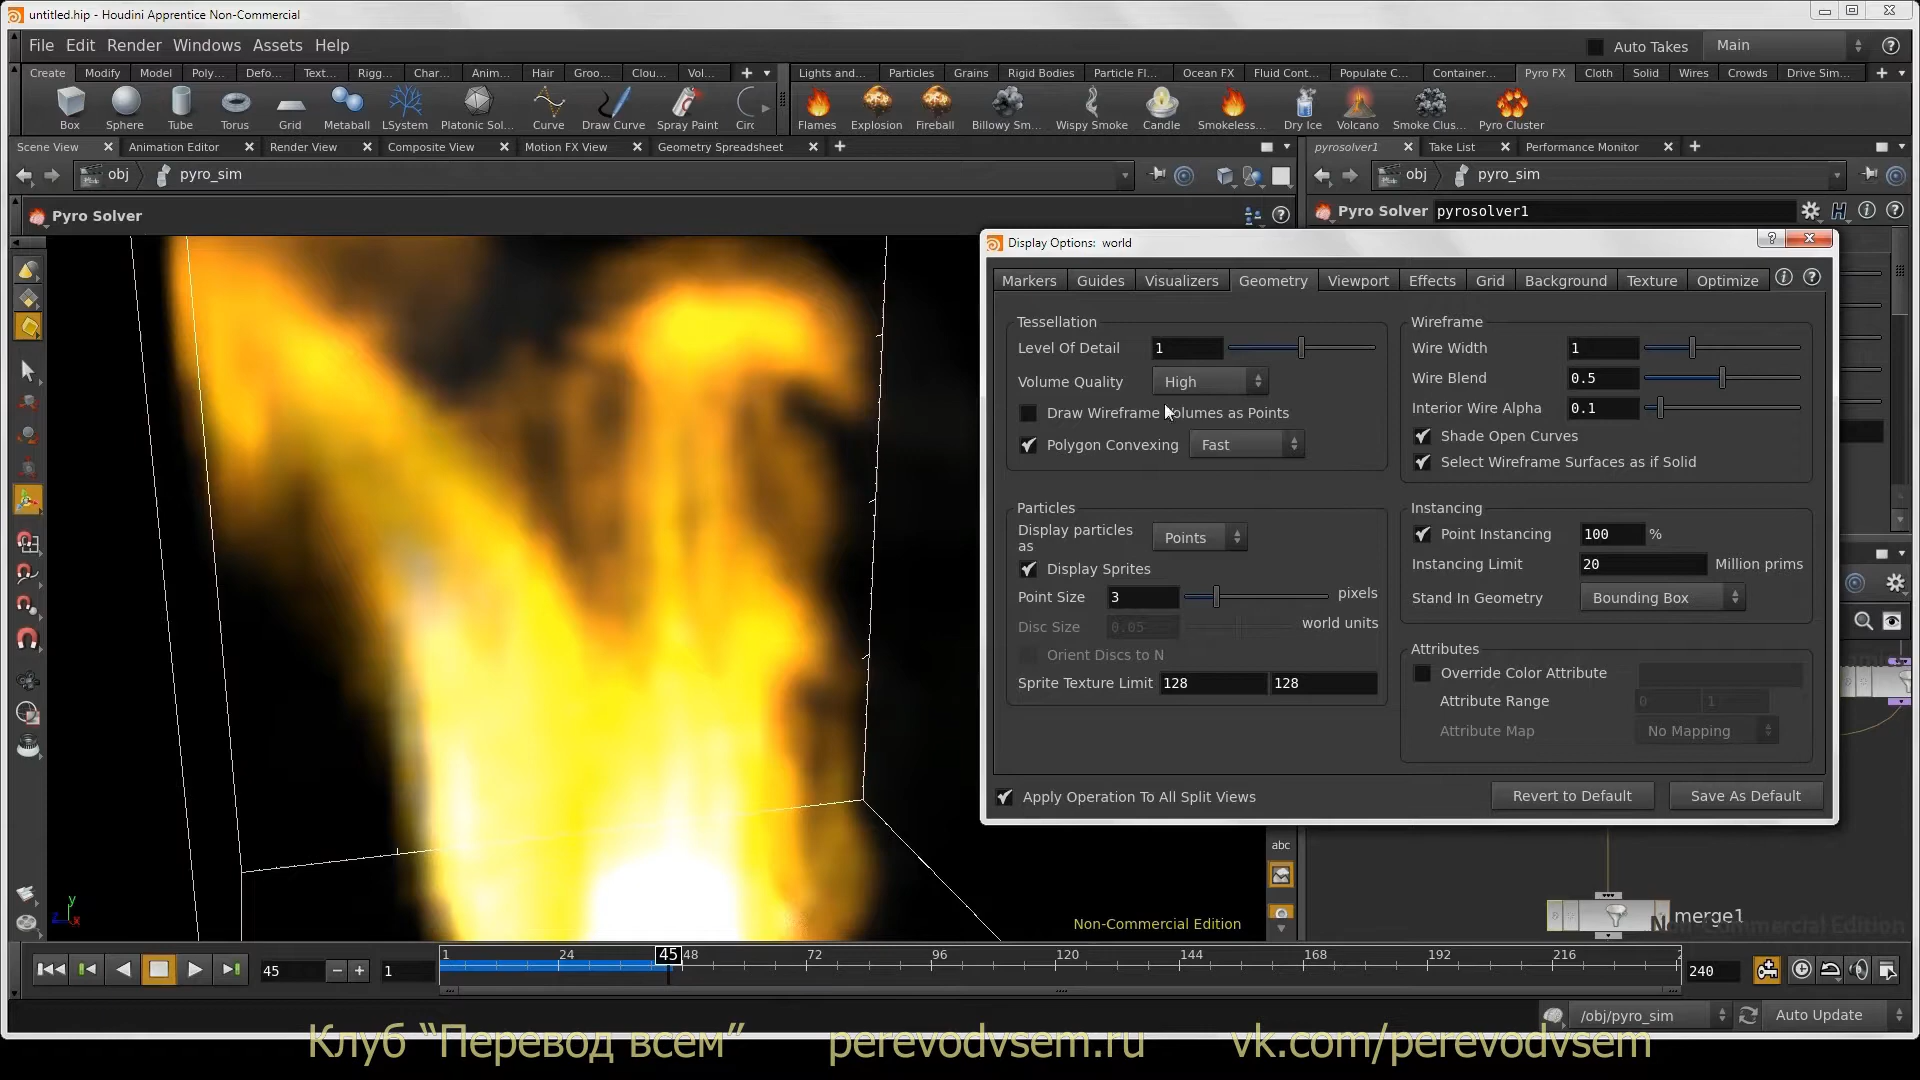 untitled.hip - Houdini Apprentice Non-Commercial
File Edit Render Windows Assets Help
Auto Takes Main
Create Modify Model Poly... Defo... Text... Rigg... Char... Anim... Hair Groo... Clou... Vol...
Lights and... Particles Grains Rigid Bodies Particle Fl... Ocean FX Fluid Cont... Populate C... Container... Pyro FX Cloth Solid Wires Crowds Drive Sim...
Box Sphere Tube Torus Grid Metaball LSystem Platonic Sol... Curve Draw Curve Spray Paint Circ
Flames Explosion Fireball Billowy Sm... Wispy Smoke Candle Smokeless... Dry Ice Volcano Smoke Clus... Pyro Cluster
Scene View Animation Editor Render View Composite View Motion FX View Geometry Spreadsheet
pyrosolver1 Take List Performance Monitor
obj pyro_sim
obj pyro_sim
Pyro Solver
Pyro Solver pyrosolver1
Display Options: world
Markers Guides Visualizers Geometry Viewport Effects Grid Background Texture Optimize
Tessellation
Level Of Detail 1
Volume Quality High
Draw Wireframe Volumes as Points
Polygon Convexing Fast
Particles
Display particles as Points
Display Sprites
Point Size 3 pixels
Disc Size 0.05 world units
Orient Discs to N
Sprite Texture Limit 128 128
Wireframe
Wire Width 1
Wire Blend 0.5
Interior Wire Alpha 0.1
Shade Open Curves
Select Wireframe Surfaces as if Solid
Instancing
Point Instancing 100 %
Instancing Limit 20 Million prims
Stand In Geometry Bounding Box
Attributes
Override Color Attribute
Attribute Range 0 1
Attribute Map No Mapping
Apply Operation To All Split Views
Revert to Default Save As Default
abc
Non-Commercial Edition
merge1
Non-Commercial Edition
y
z x
45 1
1 24 45 48 72 96 120 144 168 192 216 2
240
/obj/pyro_sim Auto Update
Клуб “Перевод всем” perevodvsem.ru vk.com/perevodvsem